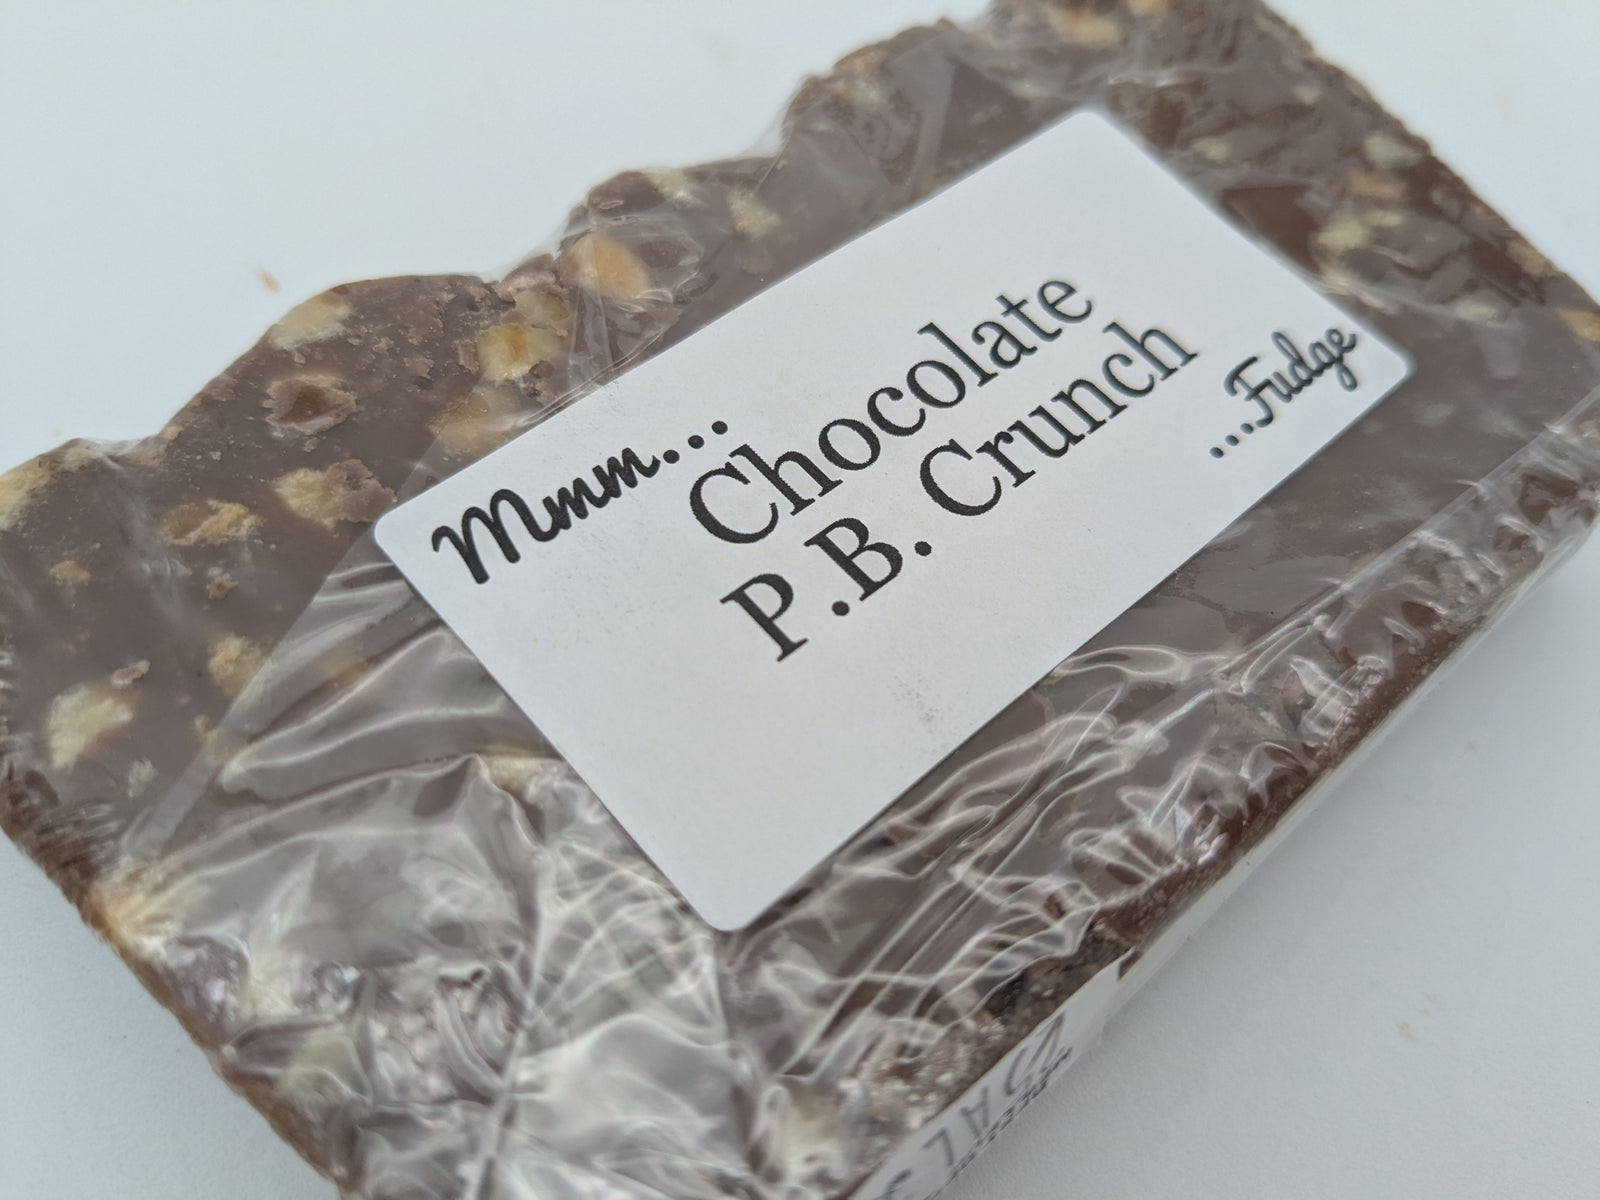 Mmm...
Chocolate
P.B. Crunch
...Fudge